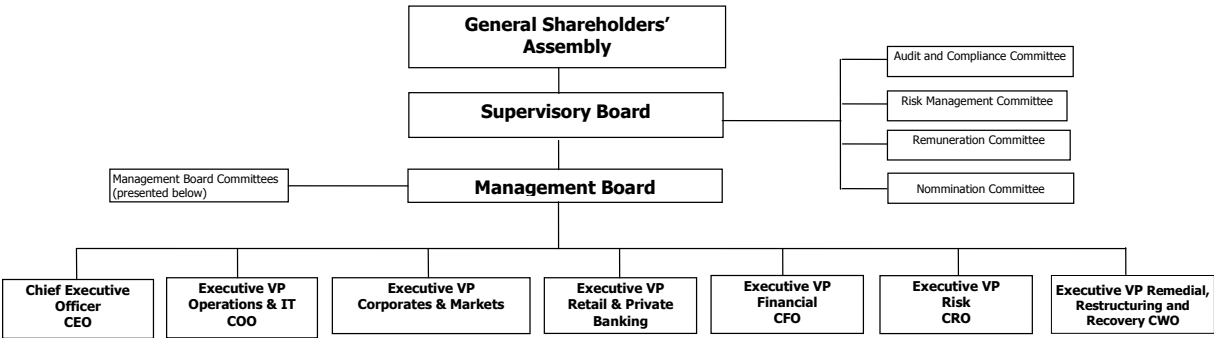 General Shareholders’
Assembly
Audit and Compliance Committee
Supervisory Board
Risk Management Committee
Remuneration Committee
Management Board Committees
(presented below)
Management Board
Nommination Committee
Chief Executive
Officer
CEO
Executive VP
Operations & IT
COO
Executive VP
Corporates & Markets
Executive VP
Retail & Private
Banking
Executive VP
Financial
CFO
Executive VP
Risk
CRO
Executive VP Remedial,
Restructuring and
Recovery CWO